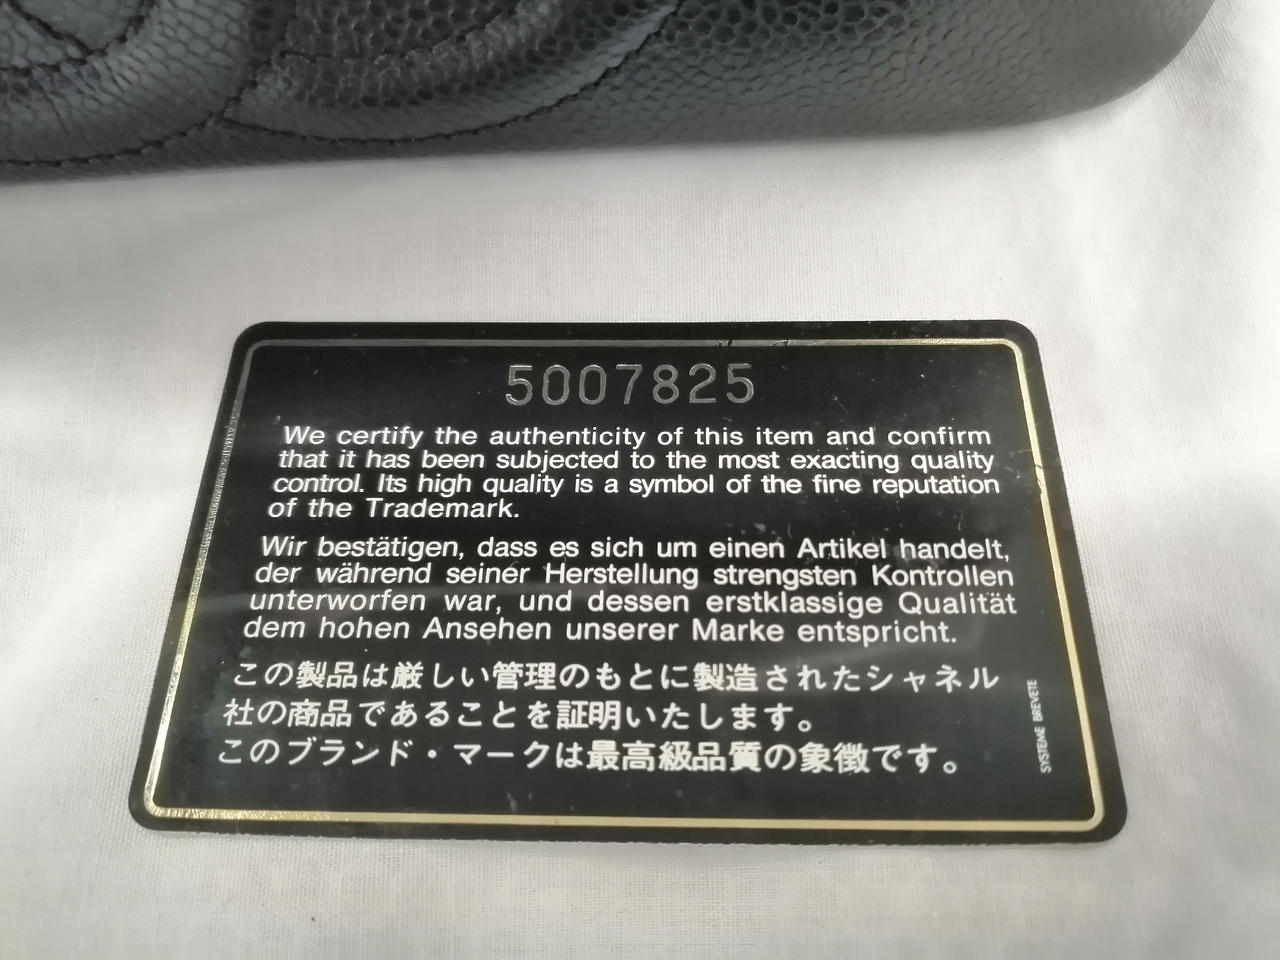 5007825
We certify the authenticity of this item and confirm
that it has been subjected to the most exacting quality
control. Its high quality is a symbol of the fine reputation
of the Trademark.
Wir bestätigen, dass es sich um einen Artikel handelt,
der während seiner Herstellung strengsten Kontrollen
unterworfen war, und dessen erstklassige Qualität
dem hohen Ansehen unserer Marke entspricht.
この製品は厳しい管理のもとに製造されたシャネル
社の商品であることを証明いたします。
このブランド・マークは最高級品質の象徴です。
SYSTEME BREVETE